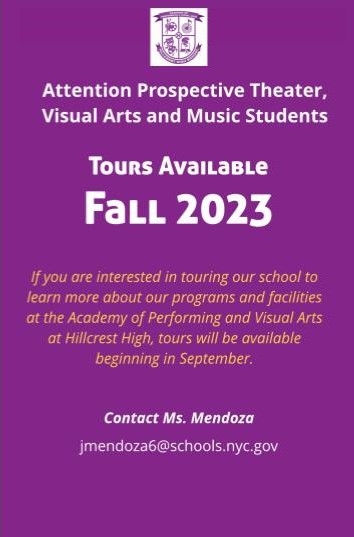 Attention Prospective Theater,
Visual Arts and Music Students
Tours Available
Fall 2023
If you are interested in touring our school to
learn more about our programs and facilities
at the Academy of Performing and Visual Arts
at Hillcrest High, tours will be available
beginning in September.
Contact Ms. Mendoza
jmendoza6@schools.nyc.gov